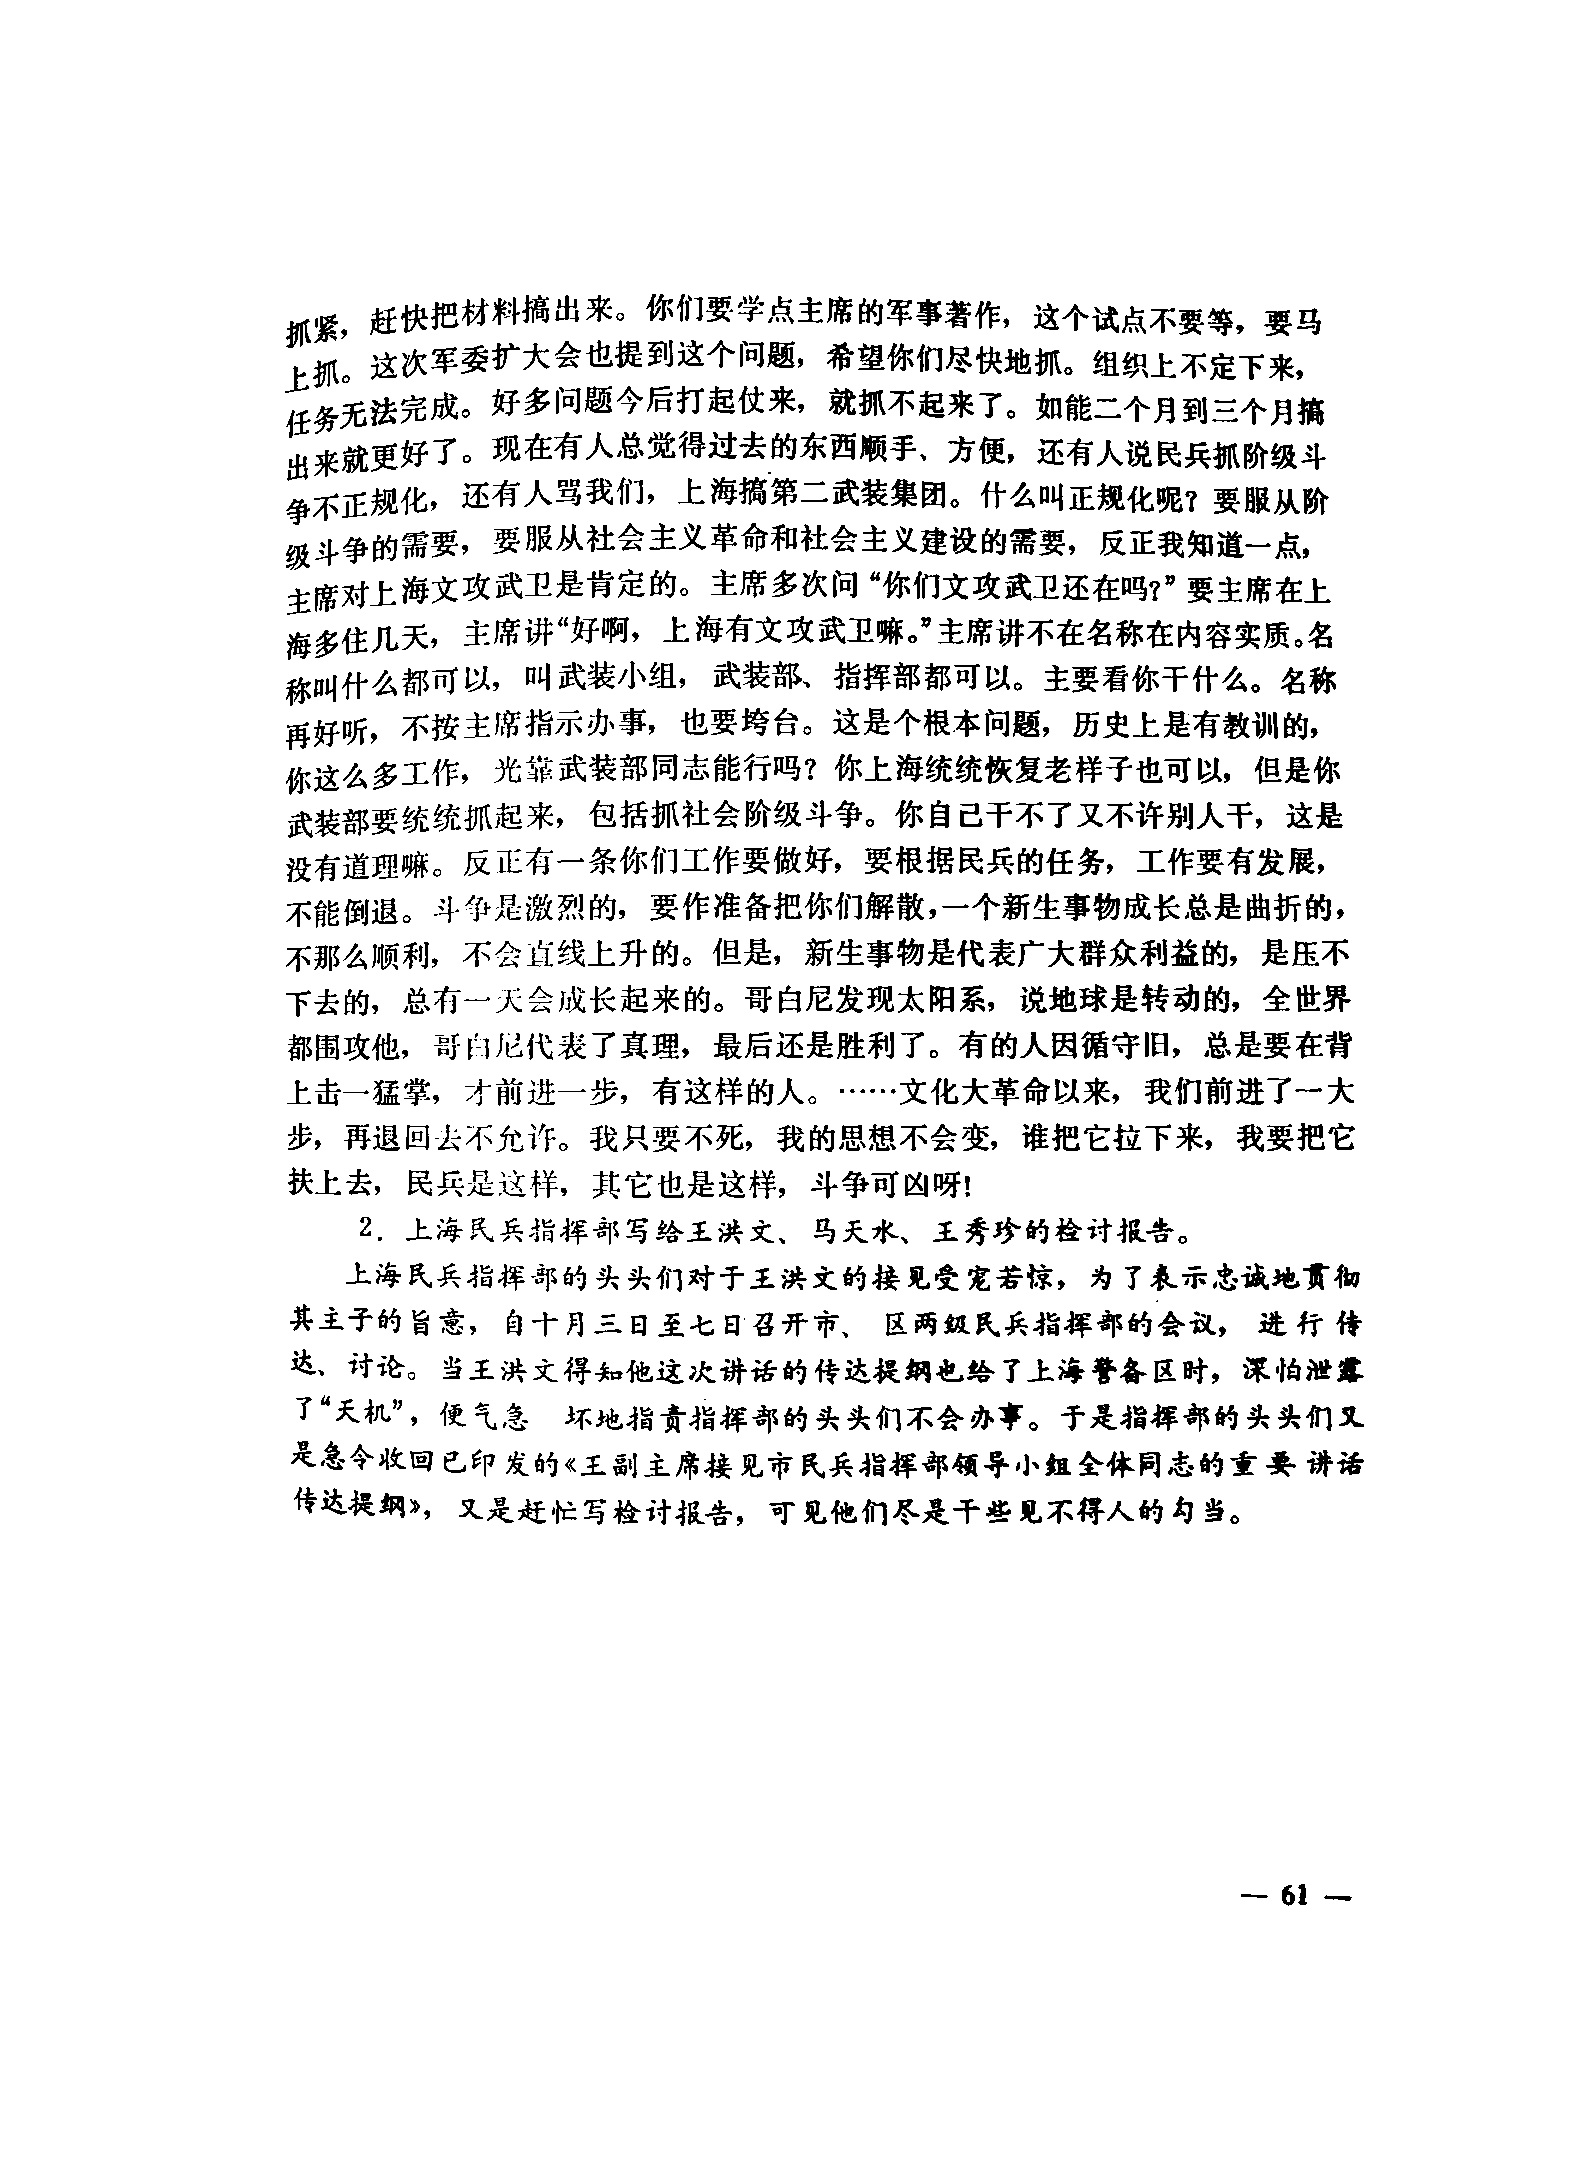 抓紧，赶快把材料搞出来。你们要学点主席的军事著作，这个试点不要等，要马
上抓。这次军委扩大会也提到这个问题，希望你们尽快地抓。组织上不定下来，
任务无法完成。好多问题今后打起仗来，就抓不起来了。如能二个月到三个月搞
出来就更好了。现在有人总觉得过去的东西顺手、方便，还有人说民兵抓阶级斗
争不正规化，还有人骂我们，上海搞第二武装集团。什么叫正规化呢？要服从阶
级斗争的需要，要服从社会主义革命和社会主义建设的需要，反正我知道一点，
主席对上海文攻武卫是肯定的。主席多次问“你们文攻武卫还在吗？”要主席在上
海多住几天，主席讲“好啊，上海有文攻武卫嘛。”主席讲不在名称在内容实质。名
称叫什么都可以，叫武装小组，武装部、指挥部都可以。主要看你干什么。名称
再好听，不按主席指示办事，也要垮台。这是个根本问题，历史上是有教训的，
你这么多工作，光靠武装部同志能行吗？你上海统统恢复老样子也可以，但是你
武装部要统统抓起来，包括抓社会阶级斗争。你自己干不了又不许别人干，这是
没有道理嘛。反正有一条你们工作要做好，要根据民兵的任务，工作要有发展，
不能倒退。斗争是激烈的，要作准备把你们解散，一个新生事物成长总是曲折的，
不那么顺利，不会直线上升的。但是，新生事物是代表广大群众利益的，是压不
下去的，总有一天会成长起来的。哥白尼发现太阳系，说地球是转动的，全世界
都围攻他，哥白尼代表了真理，最后还是胜利了。有的人因循守旧，总是要在背
上击一猛掌，才前进一步，有这样的人。……文化大革命以来，我们前进了一大
步，再退回去不允许。我只要不死，我的思想不会变，谁把它拉下来，我要把它
扶上去，民兵是这样，其它也是这样，斗争可凶呀！
2．上海民兵指挥部写给王洪文、马天水、王秀珍的检讨报告。
上海民兵指挥部的头头们对于王洪文的接见受宠若惊，为了表示忠诚地贯彻
其主子的旨意，自十月三日至七日召开市、区两级民兵指挥部的会议，进行传
达、讨论。当王洪文得知他这次讲话的传达提纲也给了上海警备区时，深怕泄露
了“天机”，便气急 坏地指责指挥部的头头们不会办事。于是指挥部的头头们又
是急令收回已印发的《王副主席接见市民兵指挥部领导小组全体同志的重要讲话
传达提纲》，又是赶忙写检讨报告，可见他们尽是干些见不得人的勾当。
— 61 —